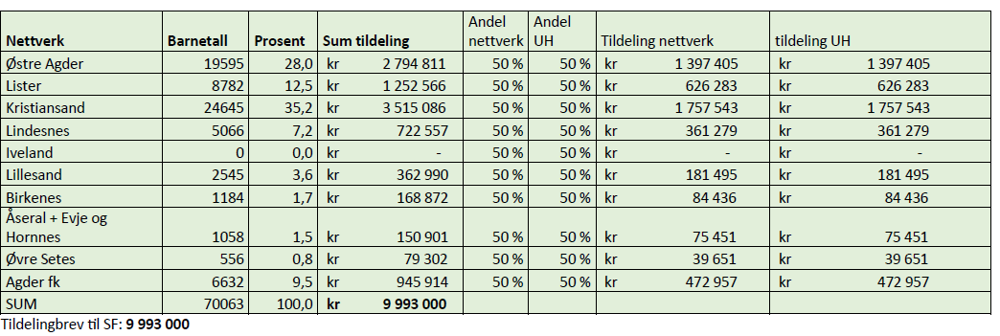 Nettverk Barnetall Prosent Sum tildeling Andel nettverk Andel UH Tildeling nettverk tildeling UH
Østre Agder 19595 28,0 kr 2 794 811 50 % 50 % kr 1 397 405 kr 1 397 405
Lister 8782 12,5 kr 1 252 566 50 % 50 % kr 626 283 kr 626 283
Kristiansand 24645 35,2 kr 3 515 086 50 % 50 % kr 1 757 543 kr 1 757 543
Lindesnes 5066 7,2 kr 722 557 50 % 50 % kr 361 279 kr 361 279
Iveland 0 0,0 kr - 50 % 50 % kr - kr -
Lillesand 2545 3,6 kr 362 990 50 % 50 % kr 181 495 kr 181 495
Birkenes 1184 1,7 kr 168 872 50 % 50 % kr 84 436 kr 84 436
Åseral + Evje og
Hornnes 1058 1,5 kr 150 901 50 % 50 % kr 75 451 kr 75 451
Øvre Setes 556 0,8 kr 79 302 50 % 50 % kr 39 651 kr 39 651
Agder fk 6632 9,5 kr 945 914 50 % 50 % kr 472 957 kr 472 957
SUM 70063 100,0 kr 9 993 000
Tildelingbrev til SF: 9 993 000